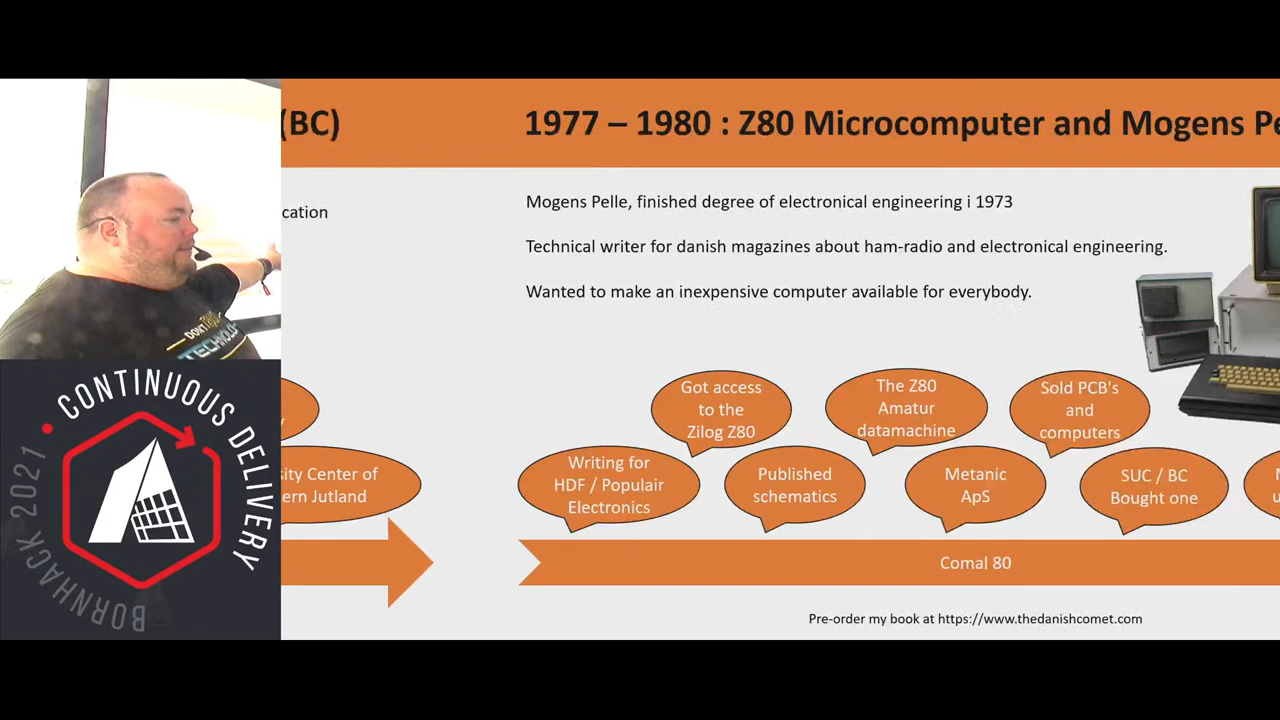 (BC)
1977 – 1980 : Z80 Microcomputer and Mogens Pe
cation
Mogens Pelle, finished degree of electronical engineering i 1973
Technical writer for danish magazines about ham-radio and electronical engineering.
Wanted to make an inexpensive computer available for everybody.
DON'T
TECHNOLO
CONTINUOUS DELIVERY
BORNHACK 2021
sity Center of
ern Jutland
Writing for
HDF / Populair
Electronics
Got access
to the
Zilog Z80
Published
schematics
The Z80
Amatur
datamachine
Metanic
ApS
Sold PCB's
and
computers
SUC / BC
Bought one
Comal 80
Pre-order my book at https://www.thedanishcomet.com